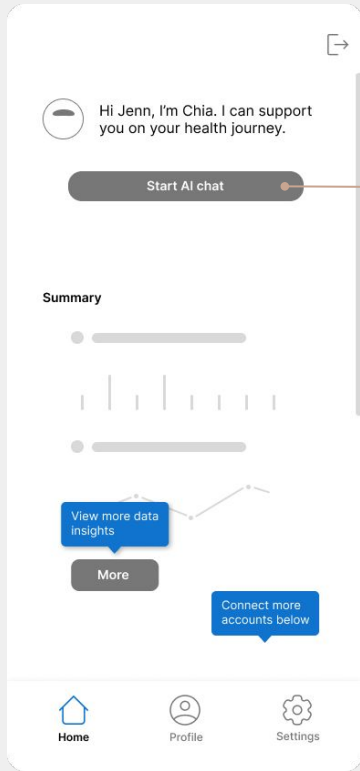 Hi Jenn, I’m Chia. I can support
you on your health journey.
Start AI chat
Summary
View more data
insights
More
Connect more
accounts below
Home
Profile
Settings